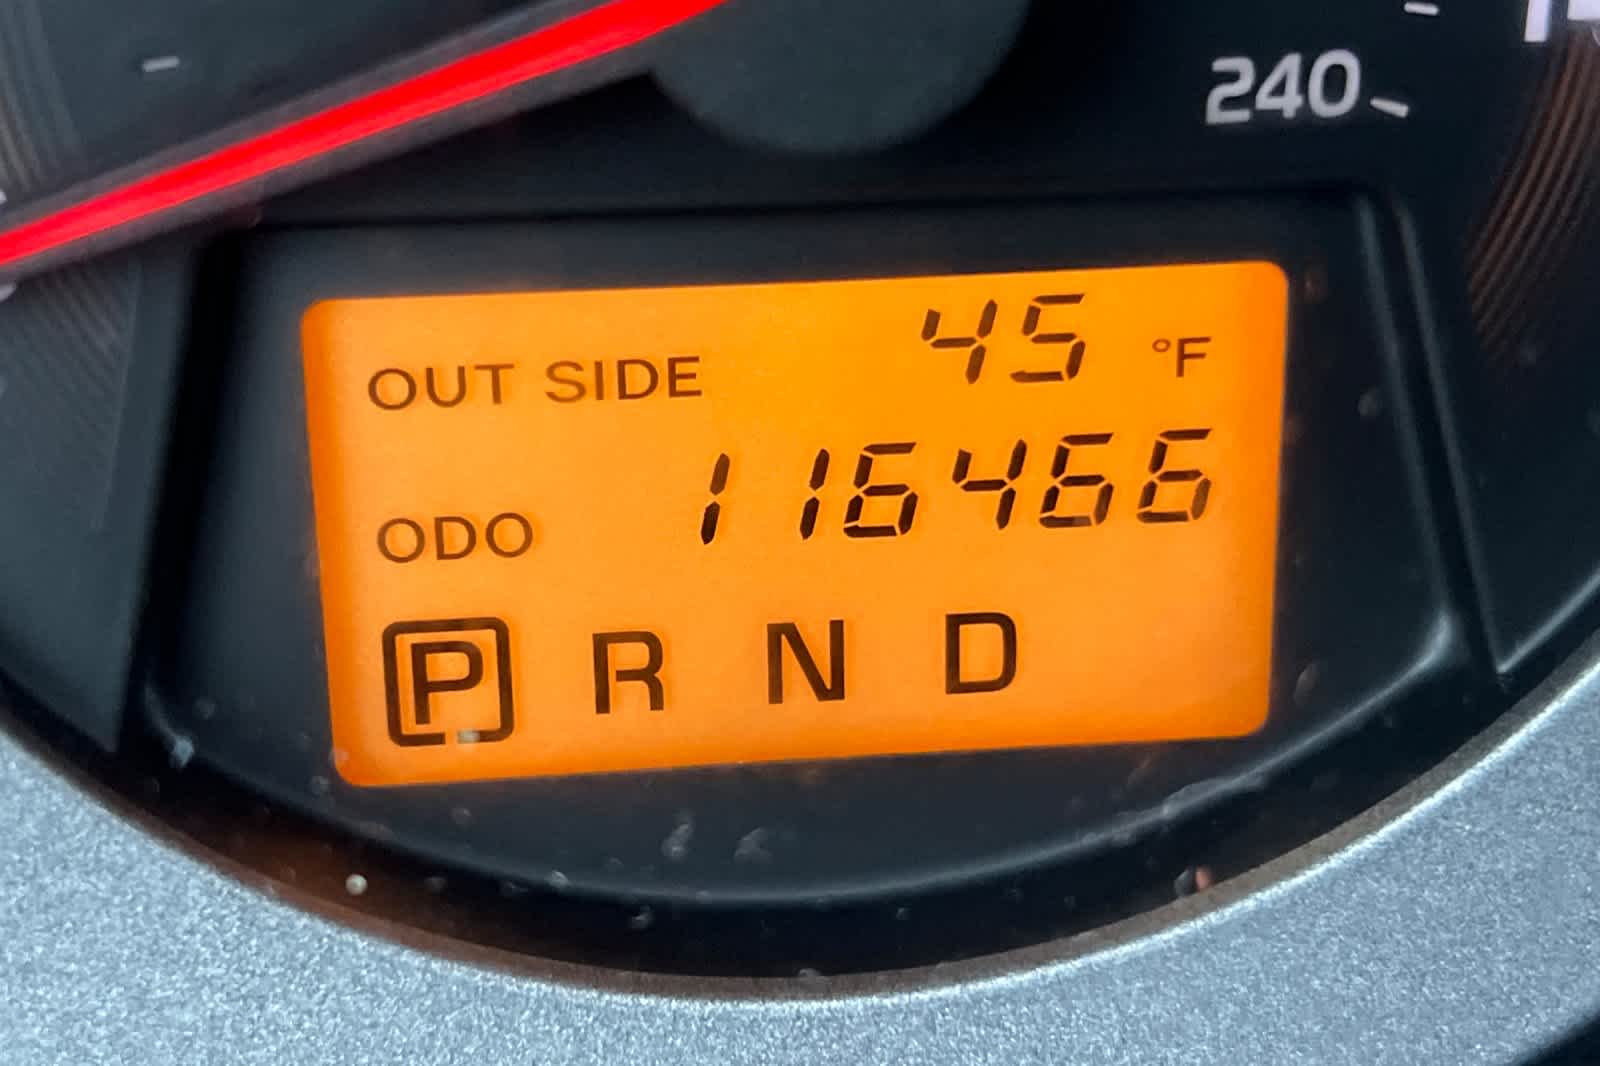 240
OUT SIDE 45 °F
ODO 116466
P R N D